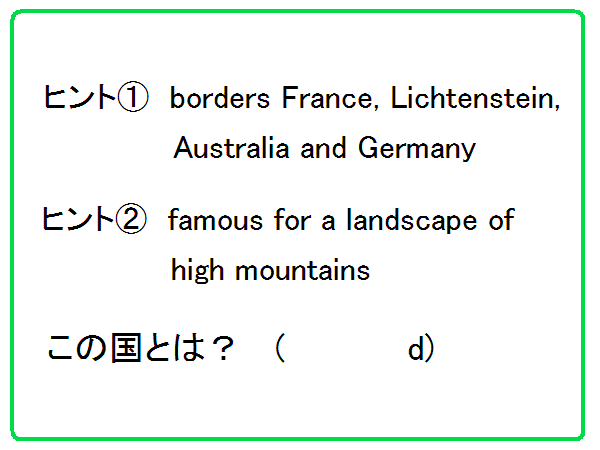 ヒント① borders France, Lichtenstein,
Australia and Germany
ヒント② famous for a landscape of
high mountains
この国とは？ (        d)